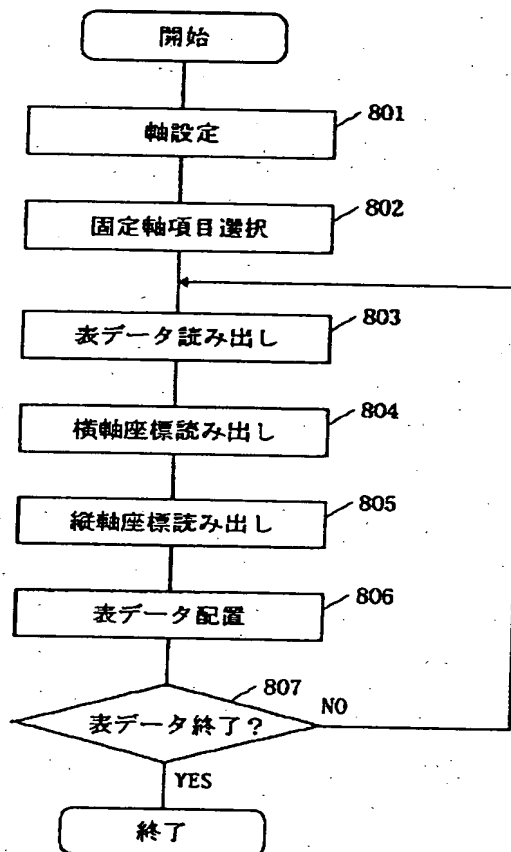 開始
801
軸設定
802
固定軸項目選択
803
表データ読み出し
804
横軸座標読み出し
805
縦軸座標読み出し
806
表データ配置
807
表データ終了?
NO
YES
終了